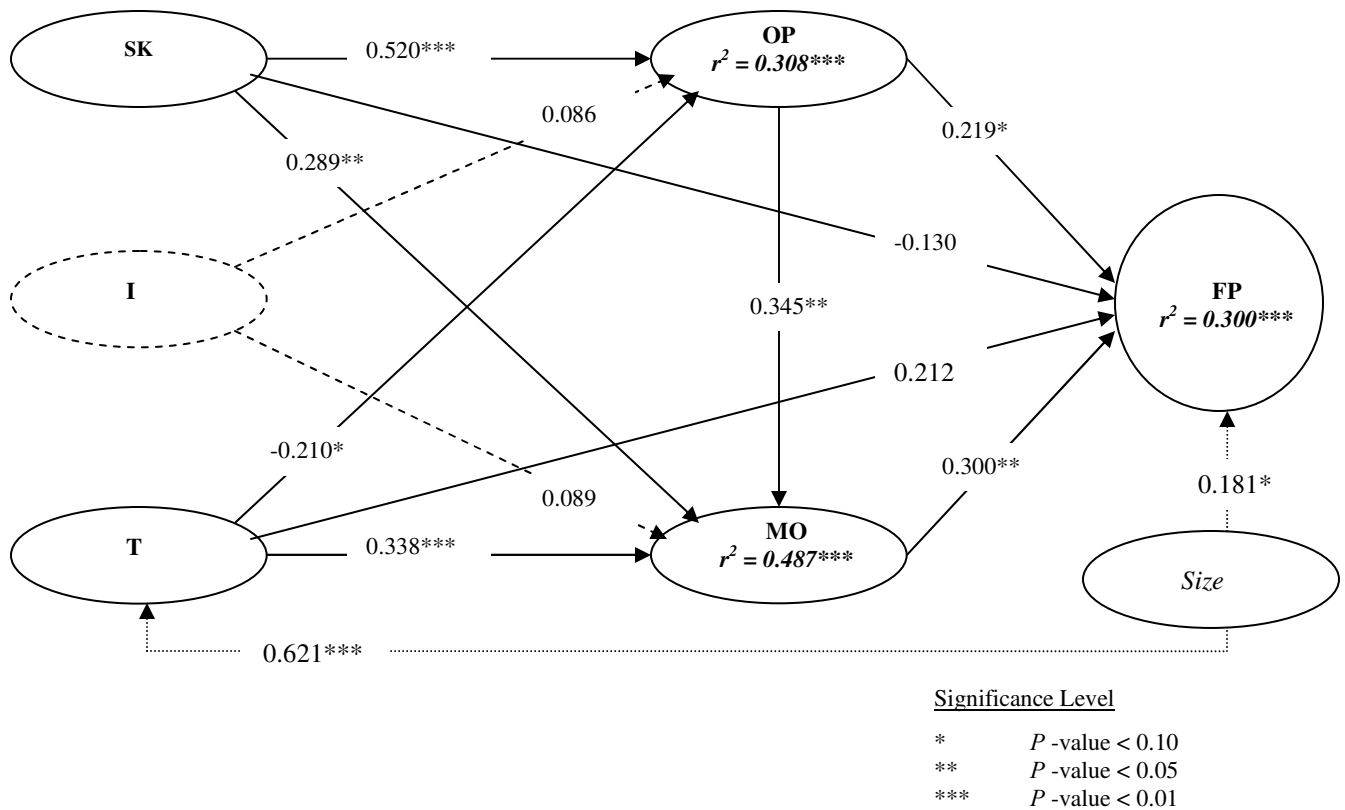 SK
OP
r² = 0.308***
0.520***
0.086
0.219*
0.289**
-0.130
I
FP
r² = 0.300***
0.345**
0.212
-0.210*
0.300**
0.181*
0.089
T
0.338***
MO
r² = 0.487***
Size
0.621***
Significance Level
* P -value < 0.10
** P -value < 0.05
*** P -value < 0.01